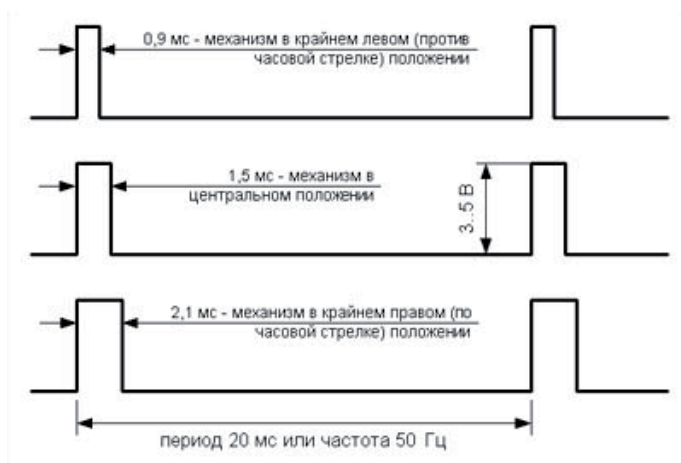 0,9 мс - механизм в крайнем левом (против
часовой стрелке) положении
1,5 мс - механизм в
центральном положении
3..5 В
2,1 мс - механизм в крайнем правом (по
часовой стрелке) положении
период 20 мс или частота 50 Гц